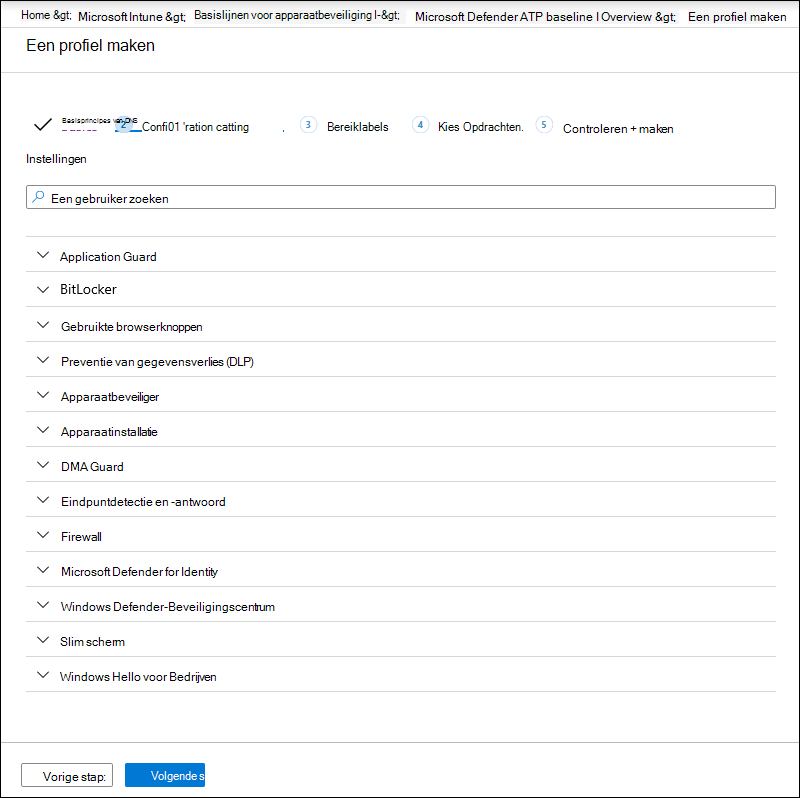 Home &gt; Microsoft Intune &gt; Basislijnen voor apparaatbeveiliging I-&gt; Microsoft Defender ATP baseline I Overview &gt; Een profiel maken
Een profiel maken
Basisprincipes van 2 Confi01 'ration catting . 3 Bereiklabels 4 Kies Opdrachten. 5 Controleren + maken
Instellingen
Een gebruiker zoeken
Application Guard
BitLocker
Gebruikte browserknoppen
Preventie van gegevensverlies (DLP)
Apparaatbeveiliger
Apparaatinstallatie
DMA Guard
Eindpuntdetectie en -antwoord
Firewall
Microsoft Defender for Identity
Windows Defender-Beveiligingscentrum
Slim scherm
Windows Hello voor Bedrijven
Vorige stap: Volgende s